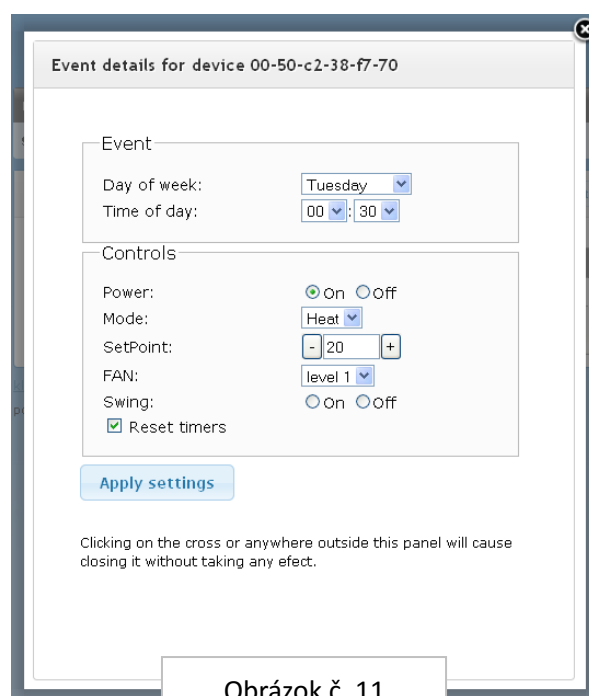 Event details for device 00-50-c2-38-f7-70
Event
Day of week: Tuesday
Time of day: 00 : 30
Controls
Power: On Off
Mode: Heat
SetPoint: - 20 +
FAN: level 1
Swing: On Off
Reset timers
Apply settings
Clicking on the cross or anywhere outside this panel will cause
closing it without taking any efect.
Obrázok č. 11